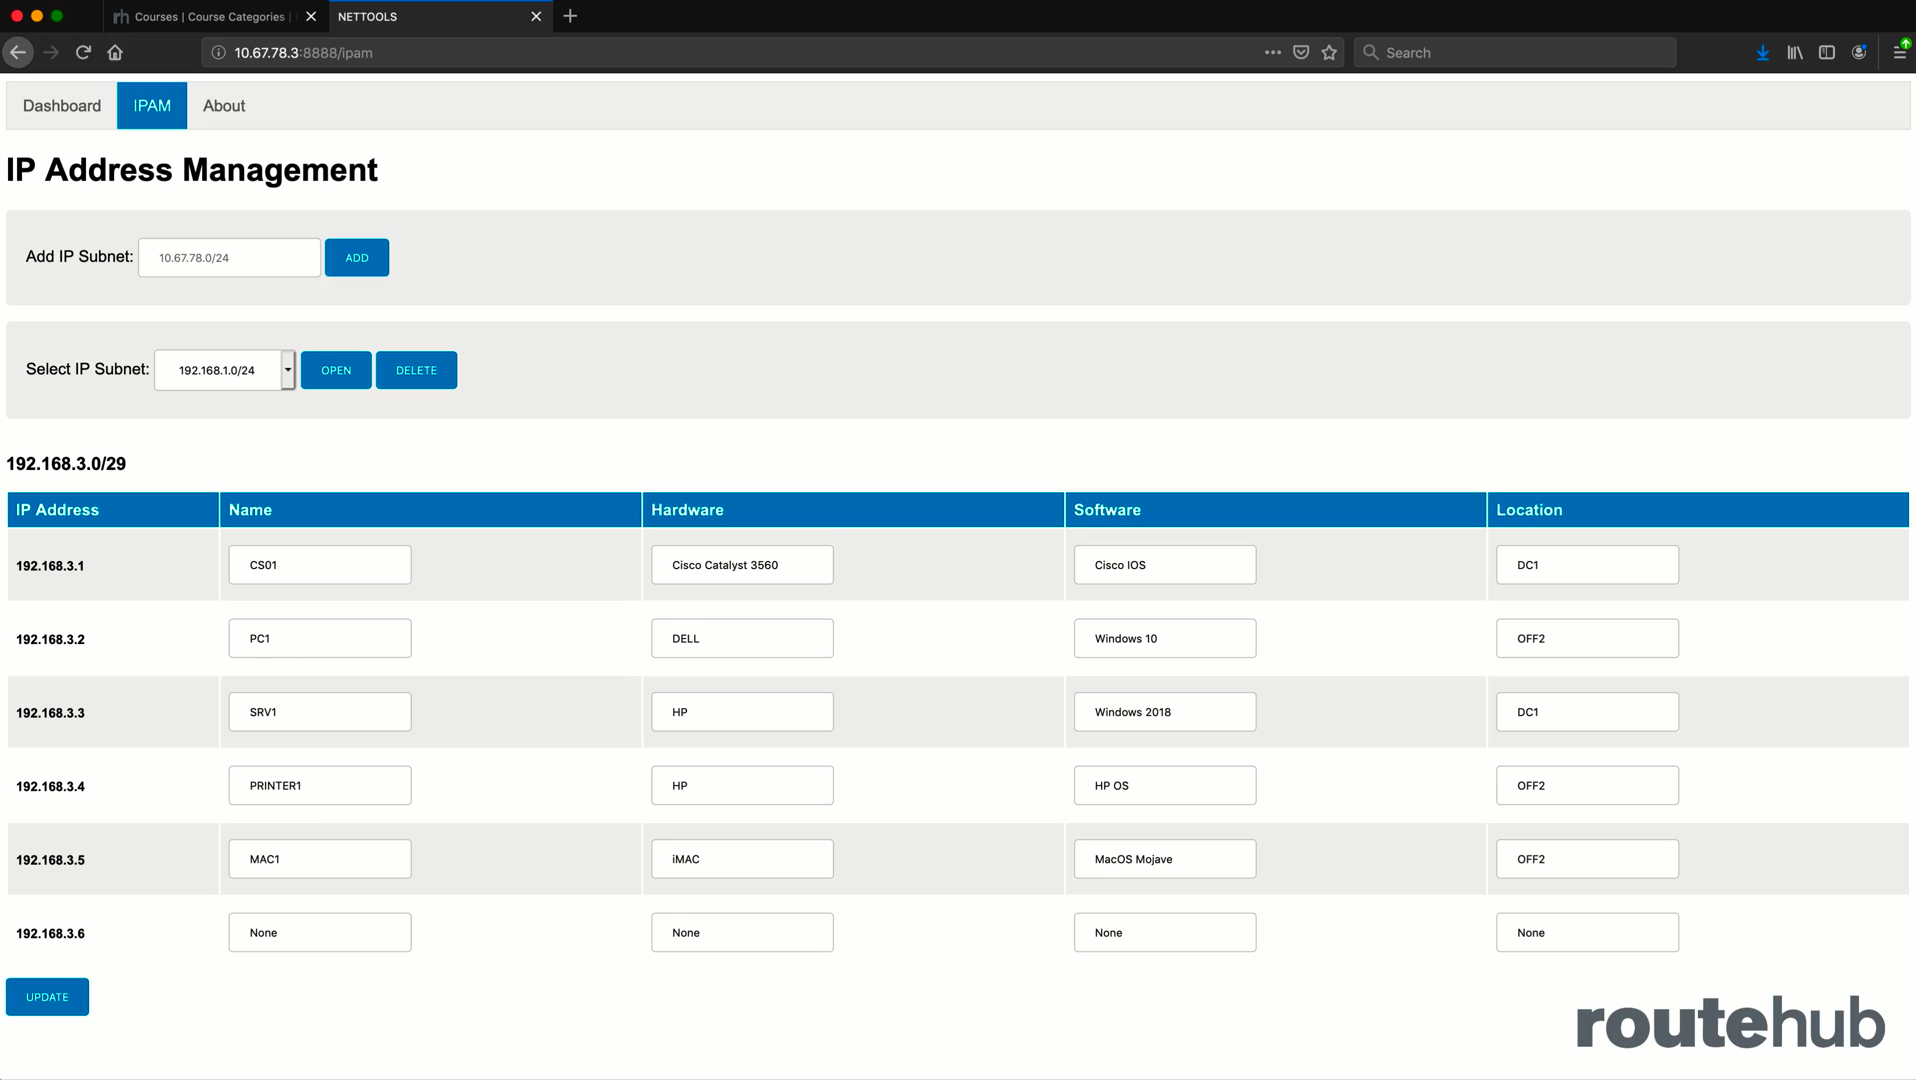 rh Courses | Course Categories |
NETTOOLS
10.67.78.3:8888/ipam
Search
Dashboard IPAM About
IP Address Management
Add IP Subnet: 10.67.78.0/24 ADD
Select IP Subnet: 192.168.1.0/24 OPEN DELETE
192.168.3.0/29
IP Address Name Hardware Software Location
192.168.3.1 CS01 Cisco Catalyst 3560 Cisco IOS DC1
192.168.3.2 PC1 DELL Windows 10 OFF2
192.168.3.3 SRV1 HP Windows 2018 DC1
192.168.3.4 PRINTER1 HP HP OS OFF2
192.168.3.5 MAC1 iMAC MacOS Mojave OFF2
192.168.3.6 None None None None
UPDATE
routehub